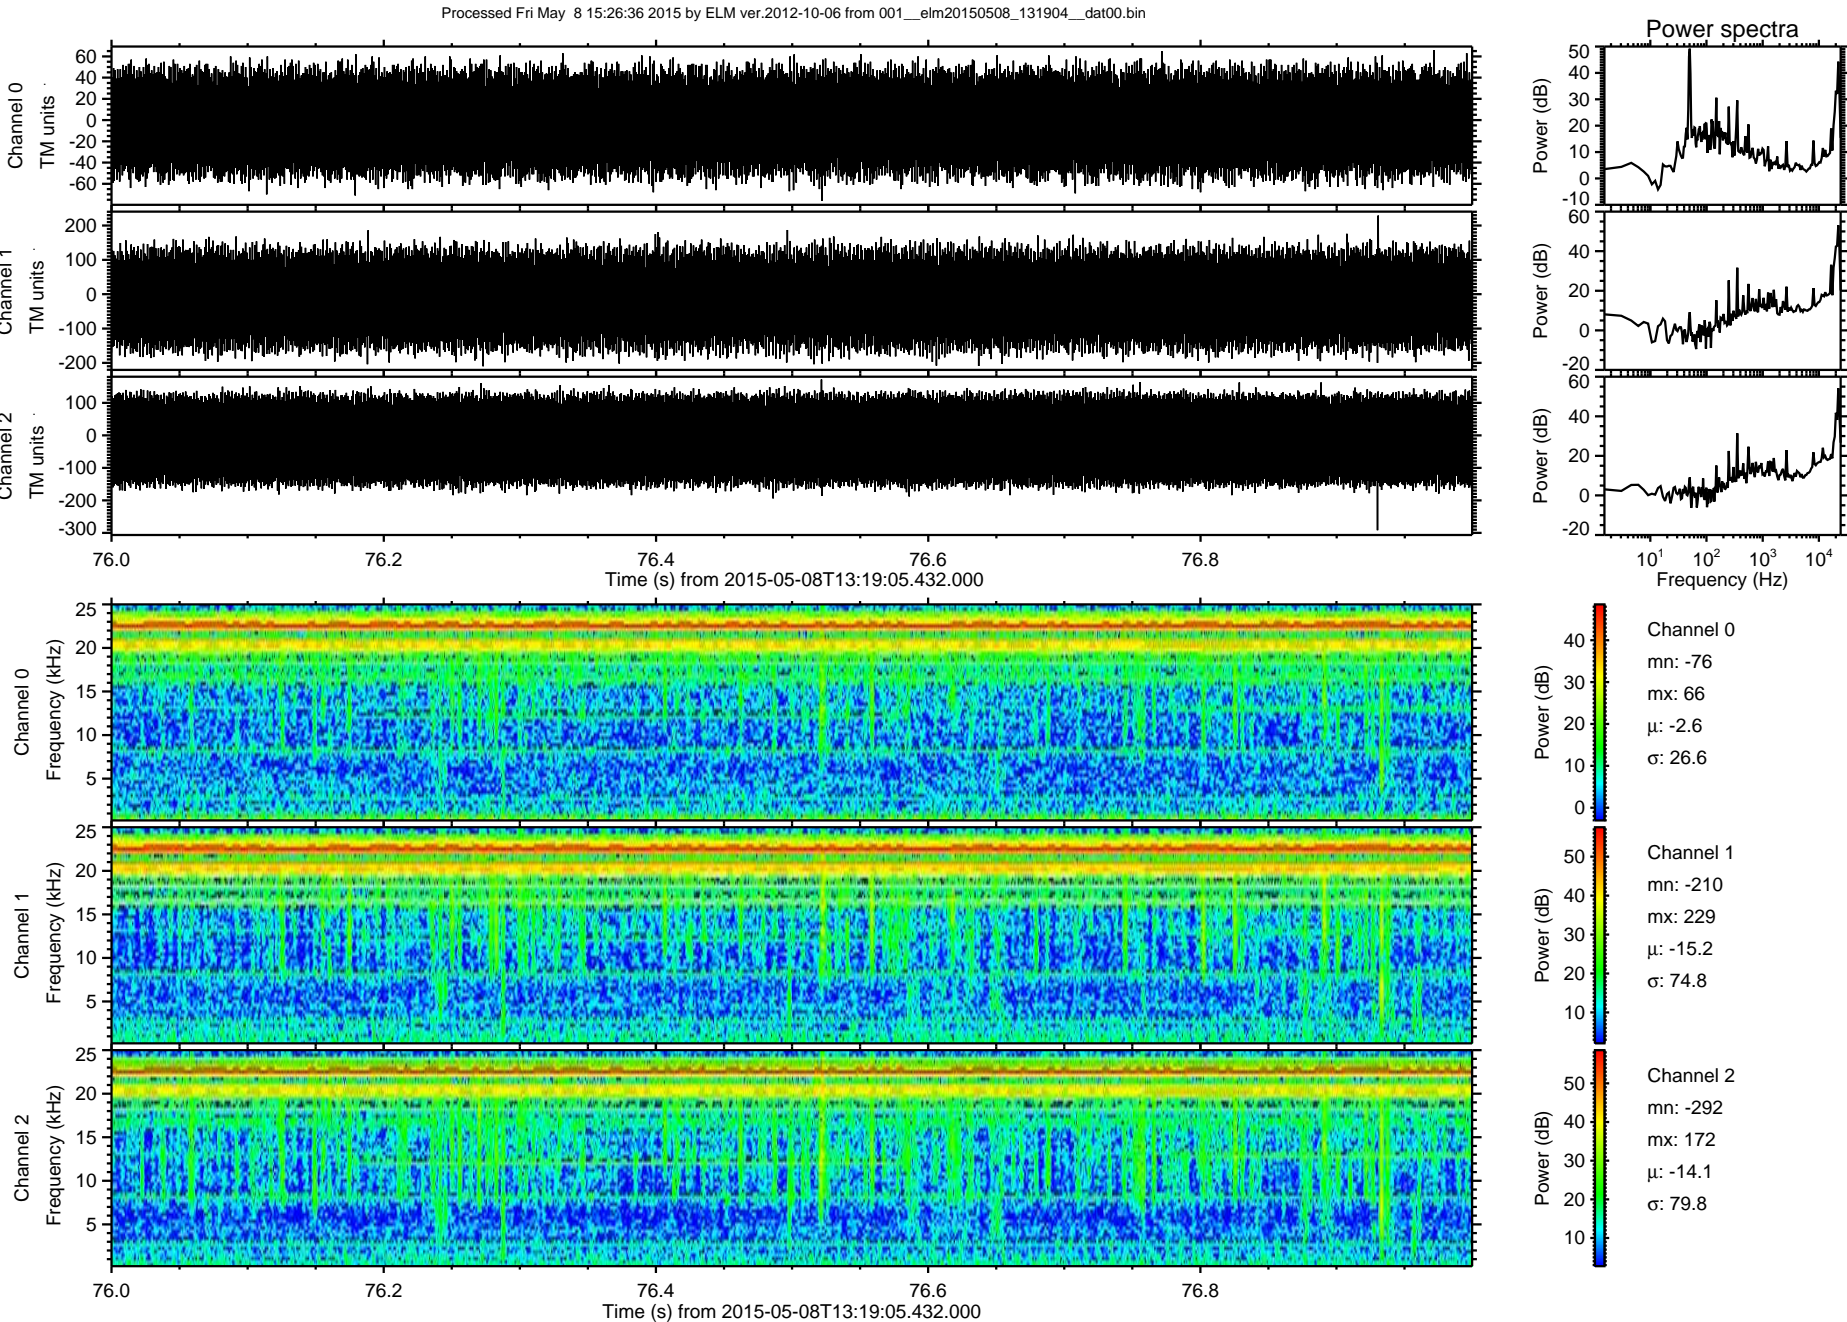 Processed Fri May 8 15:26:36 2015 by ELM ver.2012-10-06 from 001__elm20150508_131904__dat00.bin
Power spectra
Channel 0
TM units
60
40
20
0
-20
-40
-60
Power (dB)
50
40
30
20
10
0
-10
Channel 1
TM units
200
100
0
-100
-200
Power (dB)
60
40
20
0
-20
Channel 2
TM units
100
0
-100
-200
-300
Power (dB)
60
40
20
0
-20
76.0 76.2 76.4 76.6 76.8
Time (s) from 2015-05-08T13:19:05.432.000
10^1 10^2 10^3 10^4
Frequency (Hz)
Channel 0
Frequency (kHz)
25
20
15
10
5
Power (dB)
40
30
20
10
0
Channel 0
mn: -76
mx: 66
μ: -2.6
σ: 26.6
Channel 1
Frequency (kHz)
25
20
15
10
5
Power (dB)
50
40
30
20
10
Channel 1
mn: -210
mx: 229
μ: -15.2
σ: 74.8
Channel 2
Frequency (kHz)
25
20
15
10
5
Power (dB)
50
40
30
20
10
Channel 2
mn: -292
mx: 172
μ: -14.1
σ: 79.8
76.0 76.2 76.4 76.6 76.8
Time (s) from 2015-05-08T13:19:05.432.000